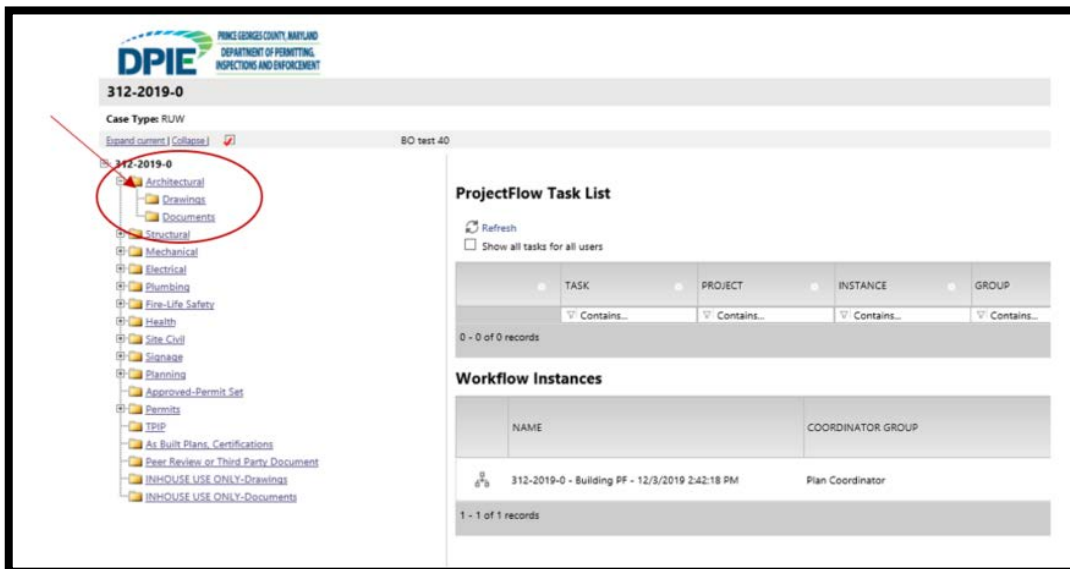 PRINCE GEORGES COUNTY, MARYLAND
DEPARTMENT OF PERMITTING,
INSPECTIONS AND ENFORCEMENT
DPIE
312-2019-0
Case Type: RUW
Expand current | Collapse |
BO test 40
312-2019-0
Architectural
Drawings
Documents
Structural
Mechanical
Electrical
Plumbing
Fire-Life Safety
Health
Site Civil
Signage
Planning
Approved-Permit Set
Permits
TPIP
As Built Plans, Certifications
Peer Review or Third Party Document
INHOUSE USE ONLY-Drawings
INHOUSE USE ONLY-Documents
ProjectFlow Task List
Refresh
Show all tasks for all users
TASK PROJECT INSTANCE GROUP
Contains... Contains... Contains... Contains...
0 - 0 of 0 records
Workflow Instances
NAME COORDINATOR GROUP
312-2019-0 - Building PF - 12/3/2019 2:42:18 PM Plan Coordinator
1 - 1 of 1 records